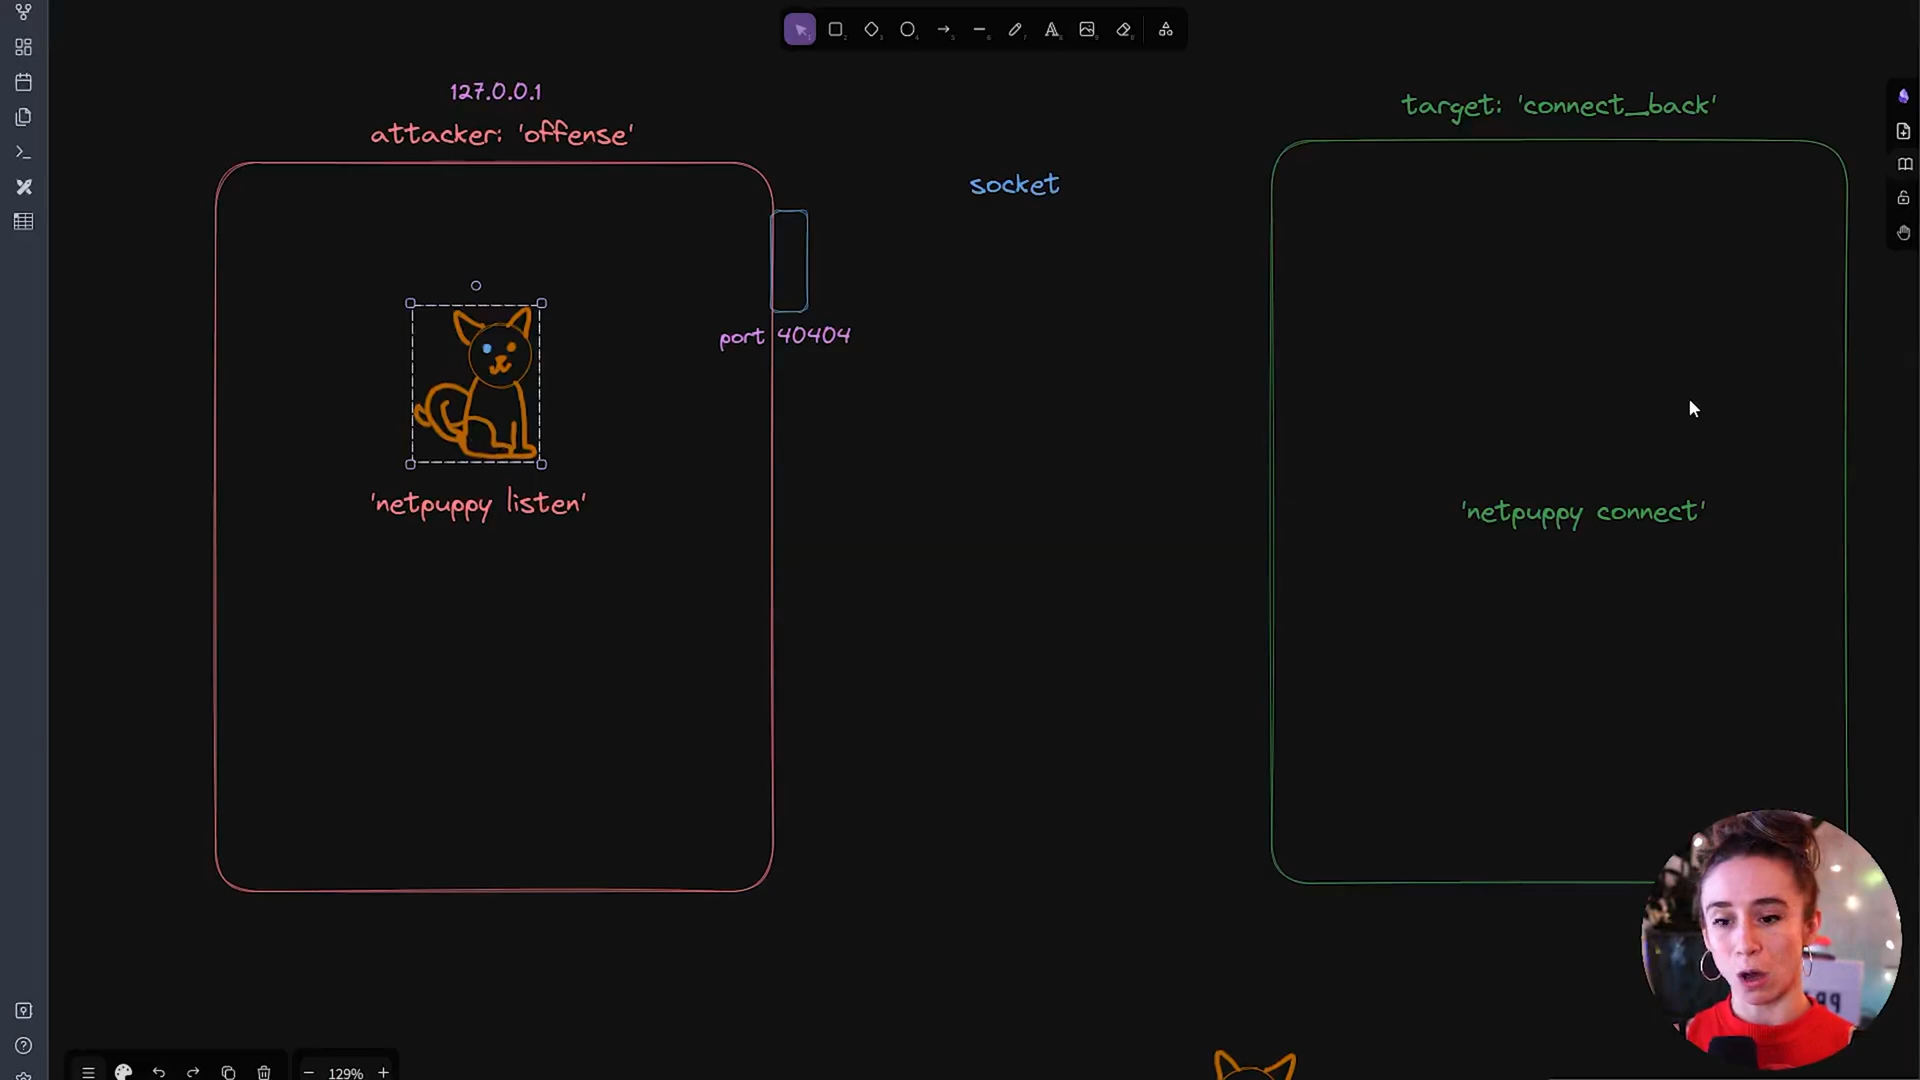 127.0.0.1
attacker: 'offense'
target: 'connect_back'
socket
port 40404
'netpuppy listen'
'netpuppy connect'
129%